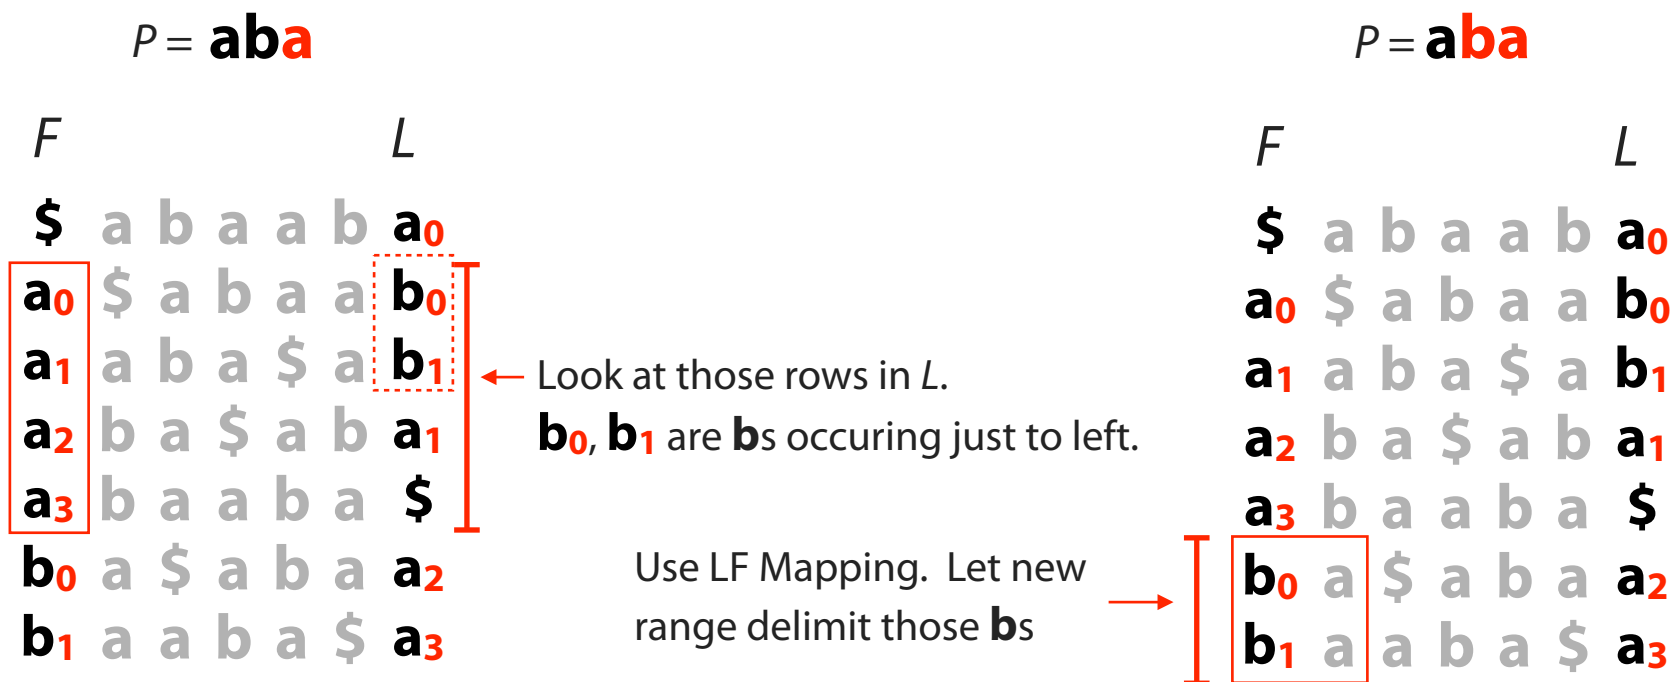 P = aba
F L
$ a b a a b a0
a0 $ a b a a b0
a1 a b a $ a b1
a2 b a $ a b a1
a3 b a a b a $
b0 a $ a b a a2
b1 a a b a $ a3
Look at those rows in L.
b0, b1 are bs occuring just to left.
Use LF Mapping. Let new
range delimit those bs
P = aba
F L
$ a b a a b a0
a0 $ a b a a b0
a1 a b a $ a b1
a2 b a $ a b a1
a3 b a a b a $
b0 a $ a b a a2
b1 a a b a $ a3